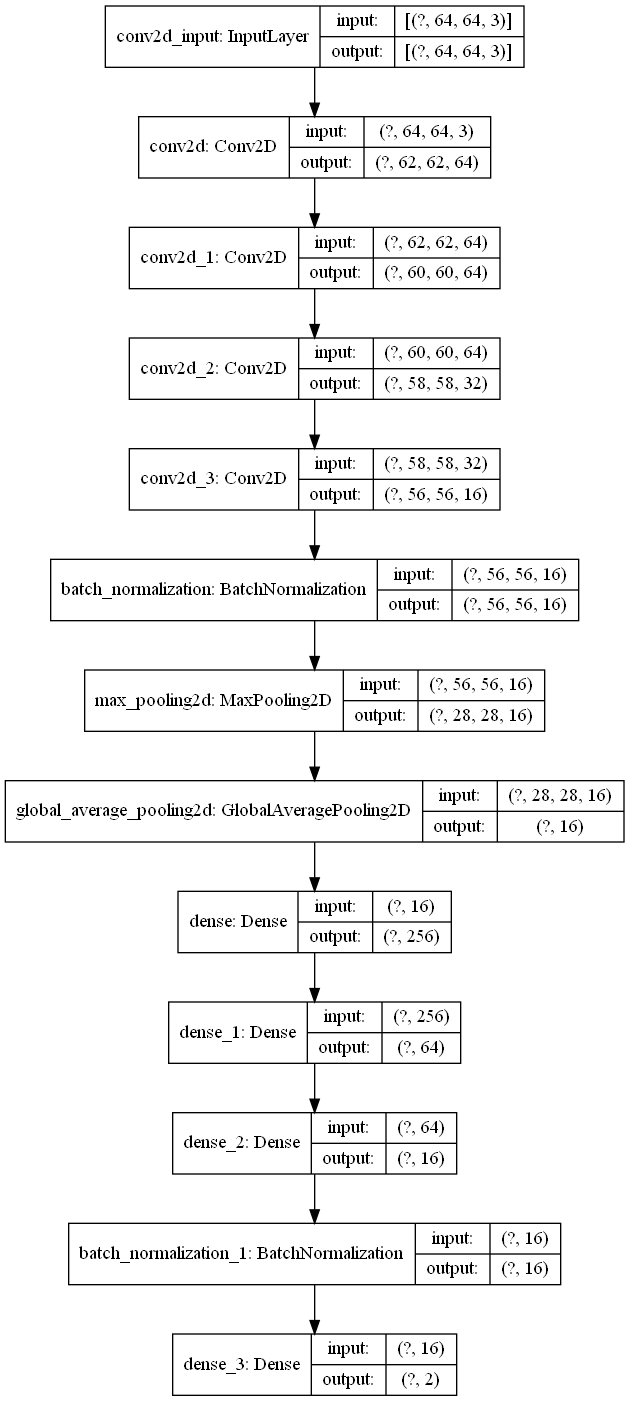 conv2d_input: InputLayer
input: [(?, 64, 64, 3)]
output: [(?, 64, 64, 3)]
conv2d: Conv2D
input: (?, 64, 64, 3)
output: (?, 62, 62, 64)
conv2d_1: Conv2D
input: (?, 62, 62, 64)
output: (?, 60, 60, 64)
conv2d_2: Conv2D
input: (?, 60, 60, 64)
output: (?, 58, 58, 32)
conv2d_3: Conv2D
input: (?, 58, 58, 32)
output: (?, 56, 56, 16)
batch_normalization: BatchNormalization
input: (?, 56, 56, 16)
output: (?, 56, 56, 16)
max_pooling2d: MaxPooling2D
input: (?, 56, 56, 16)
output: (?, 28, 28, 16)
global_average_pooling2d: GlobalAveragePooling2D
input: (?, 28, 28, 16)
output: (?, 16)
dense: Dense
input: (?, 16)
output: (?, 256)
dense_1: Dense
input: (?, 256)
output: (?, 64)
dense_2: Dense
input: (?, 64)
output: (?, 16)
batch_normalization_1: BatchNormalization
input: (?, 16)
output: (?, 16)
dense_3: Dense
input: (?, 16)
output: (?, 2)